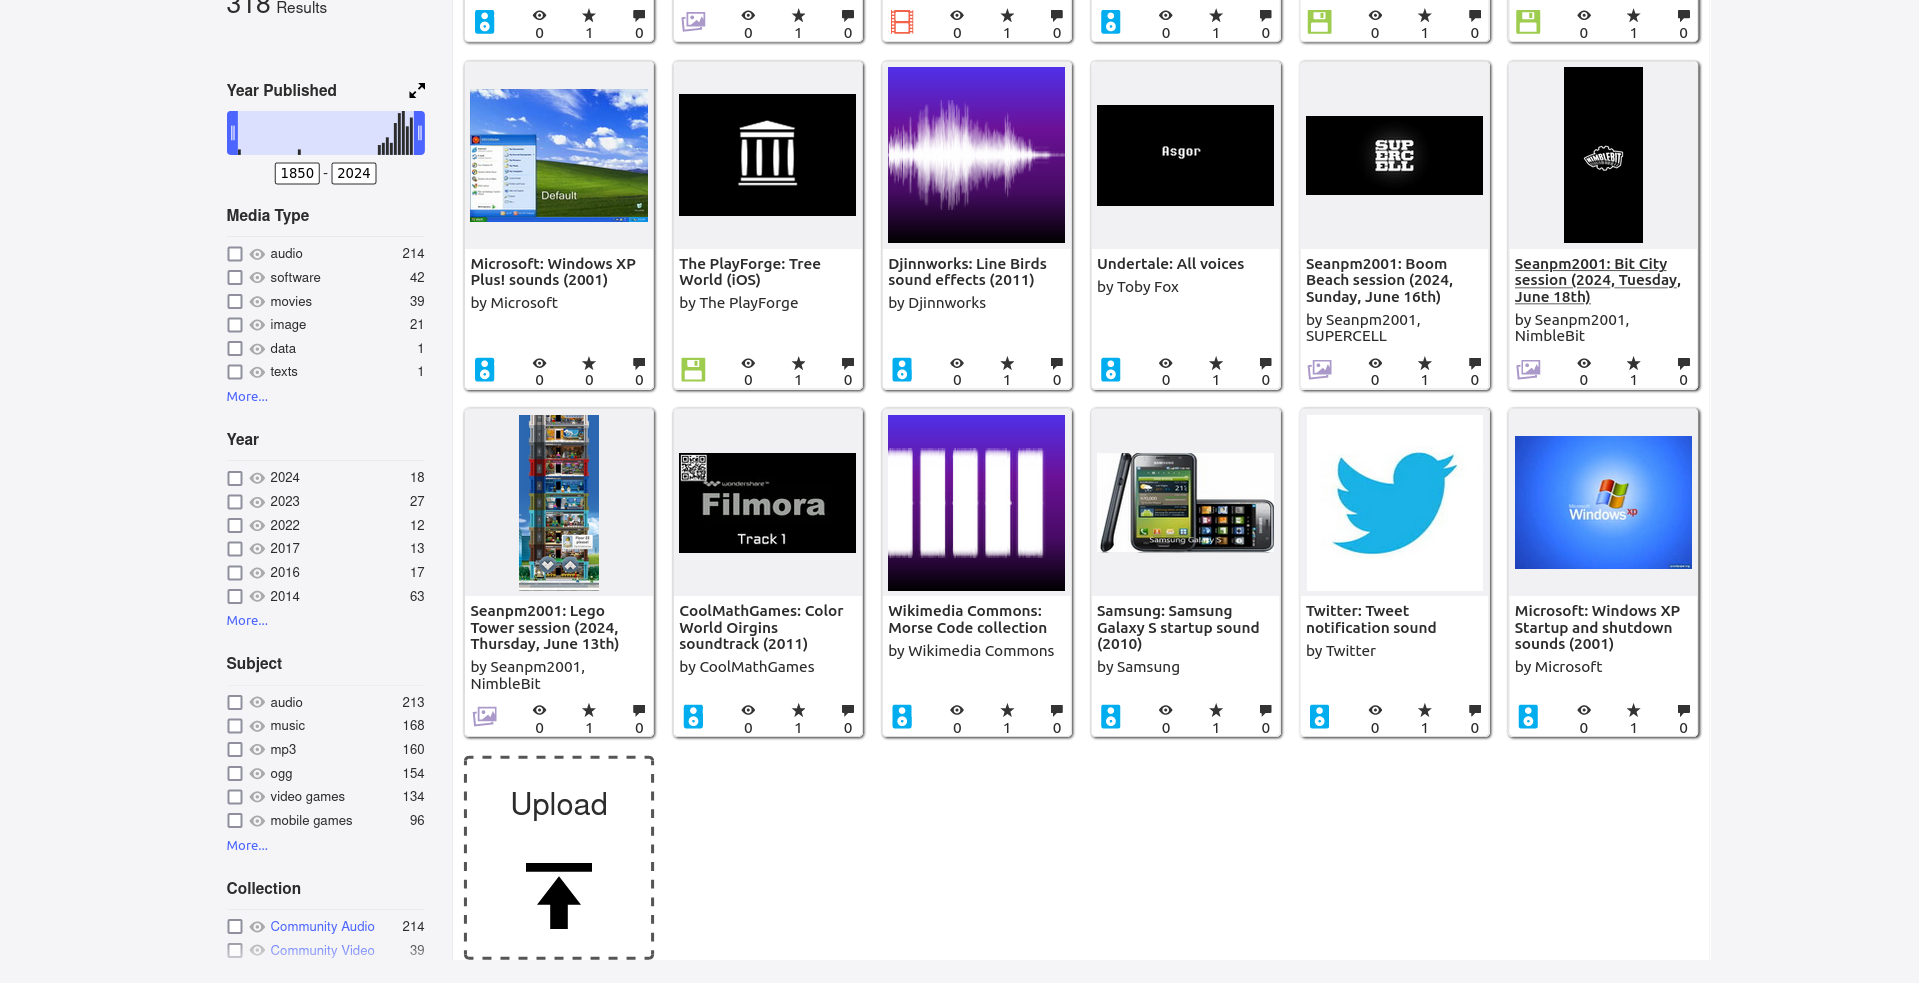 318 Results
0 1 0
0 1 0
0 1 0
0 1 0
0 1 0
0 1 0
Year Published
1850 - 2024
Media Type
audio 214
software 42
movies 39
image 21
data 1
texts 1
More...
Year
2024 18
2023 27
2022 12
2017 13
2016 17
2014 63
More...
Subject
audio 213
music 168
mp3 160
ogg 154
video games 134
mobile games 96
More...
Collection
Community Audio 214
Community Video 39
Default
Microsoft: Windows XP
Plus! sounds (2001)
by Microsoft
0 0 0
The PlayForge: Tree
World (iOS)
by The PlayForge
0 1 0
Djinnworks: Line Birds
sound effects (2011)
by Djinnworks
0 1 0
Asgor
Undertale: All voices
by Toby Fox
0 1 0
SUP
ERC
ELL
Seanpm2001: Boom
Beach session (2024,
Sunday, June 16th)
by Seanpm2001,
SUPERCELL
0 1 0
NIMBLEBIT
Seanpm2001: Bit City
session (2024, Tuesday,
June 18th)
by Seanpm2001,
NimbleBit
0 1 0
Seanpm2001: Lego
Tower session (2024,
Thursday, June 13th)
by Seanpm2001,
NimbleBit
0 1 0
wondershare™
Filmora
Track 1
CoolMathGames: Color
World Oirgins
soundtrack (2011)
by CoolMathGames
0 1 0
Wikimedia Commons:
Morse Code collection
by Wikimedia Commons
0 1 0
Samsung Galaxy S
Samsung: Samsung
Galaxy S startup sound
(2010)
by Samsung
0 1 0
Twitter: Tweet
notification sound
by Twitter
0 1 0
Microsoft
Windows xp
Microsoft: Windows XP
Startup and shutdown
sounds (2001)
by Microsoft
0 1 0
Upload